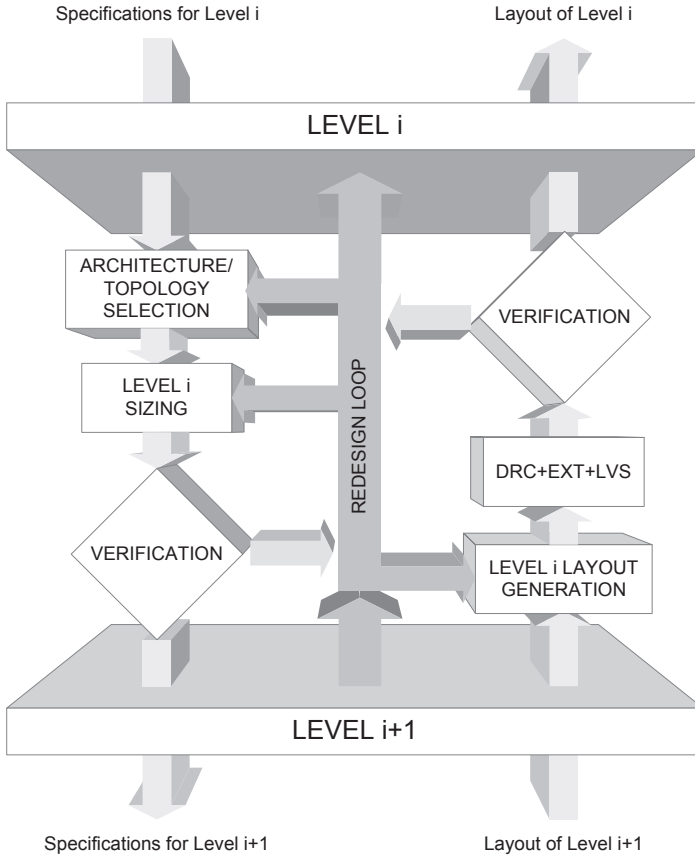 Specifications for Level i
Layout of Level i
LEVEL i
ARCHITECTURE/
TOPOLOGY
SELECTION
VERIFICATION
LEVEL i
SIZING
REDESIGN LOOP
DRC+EXT+LVS
VERIFICATION
LEVEL i LAYOUT
GENERATION
LEVEL i+1
Specifications for Level i+1
Layout of Level i+1